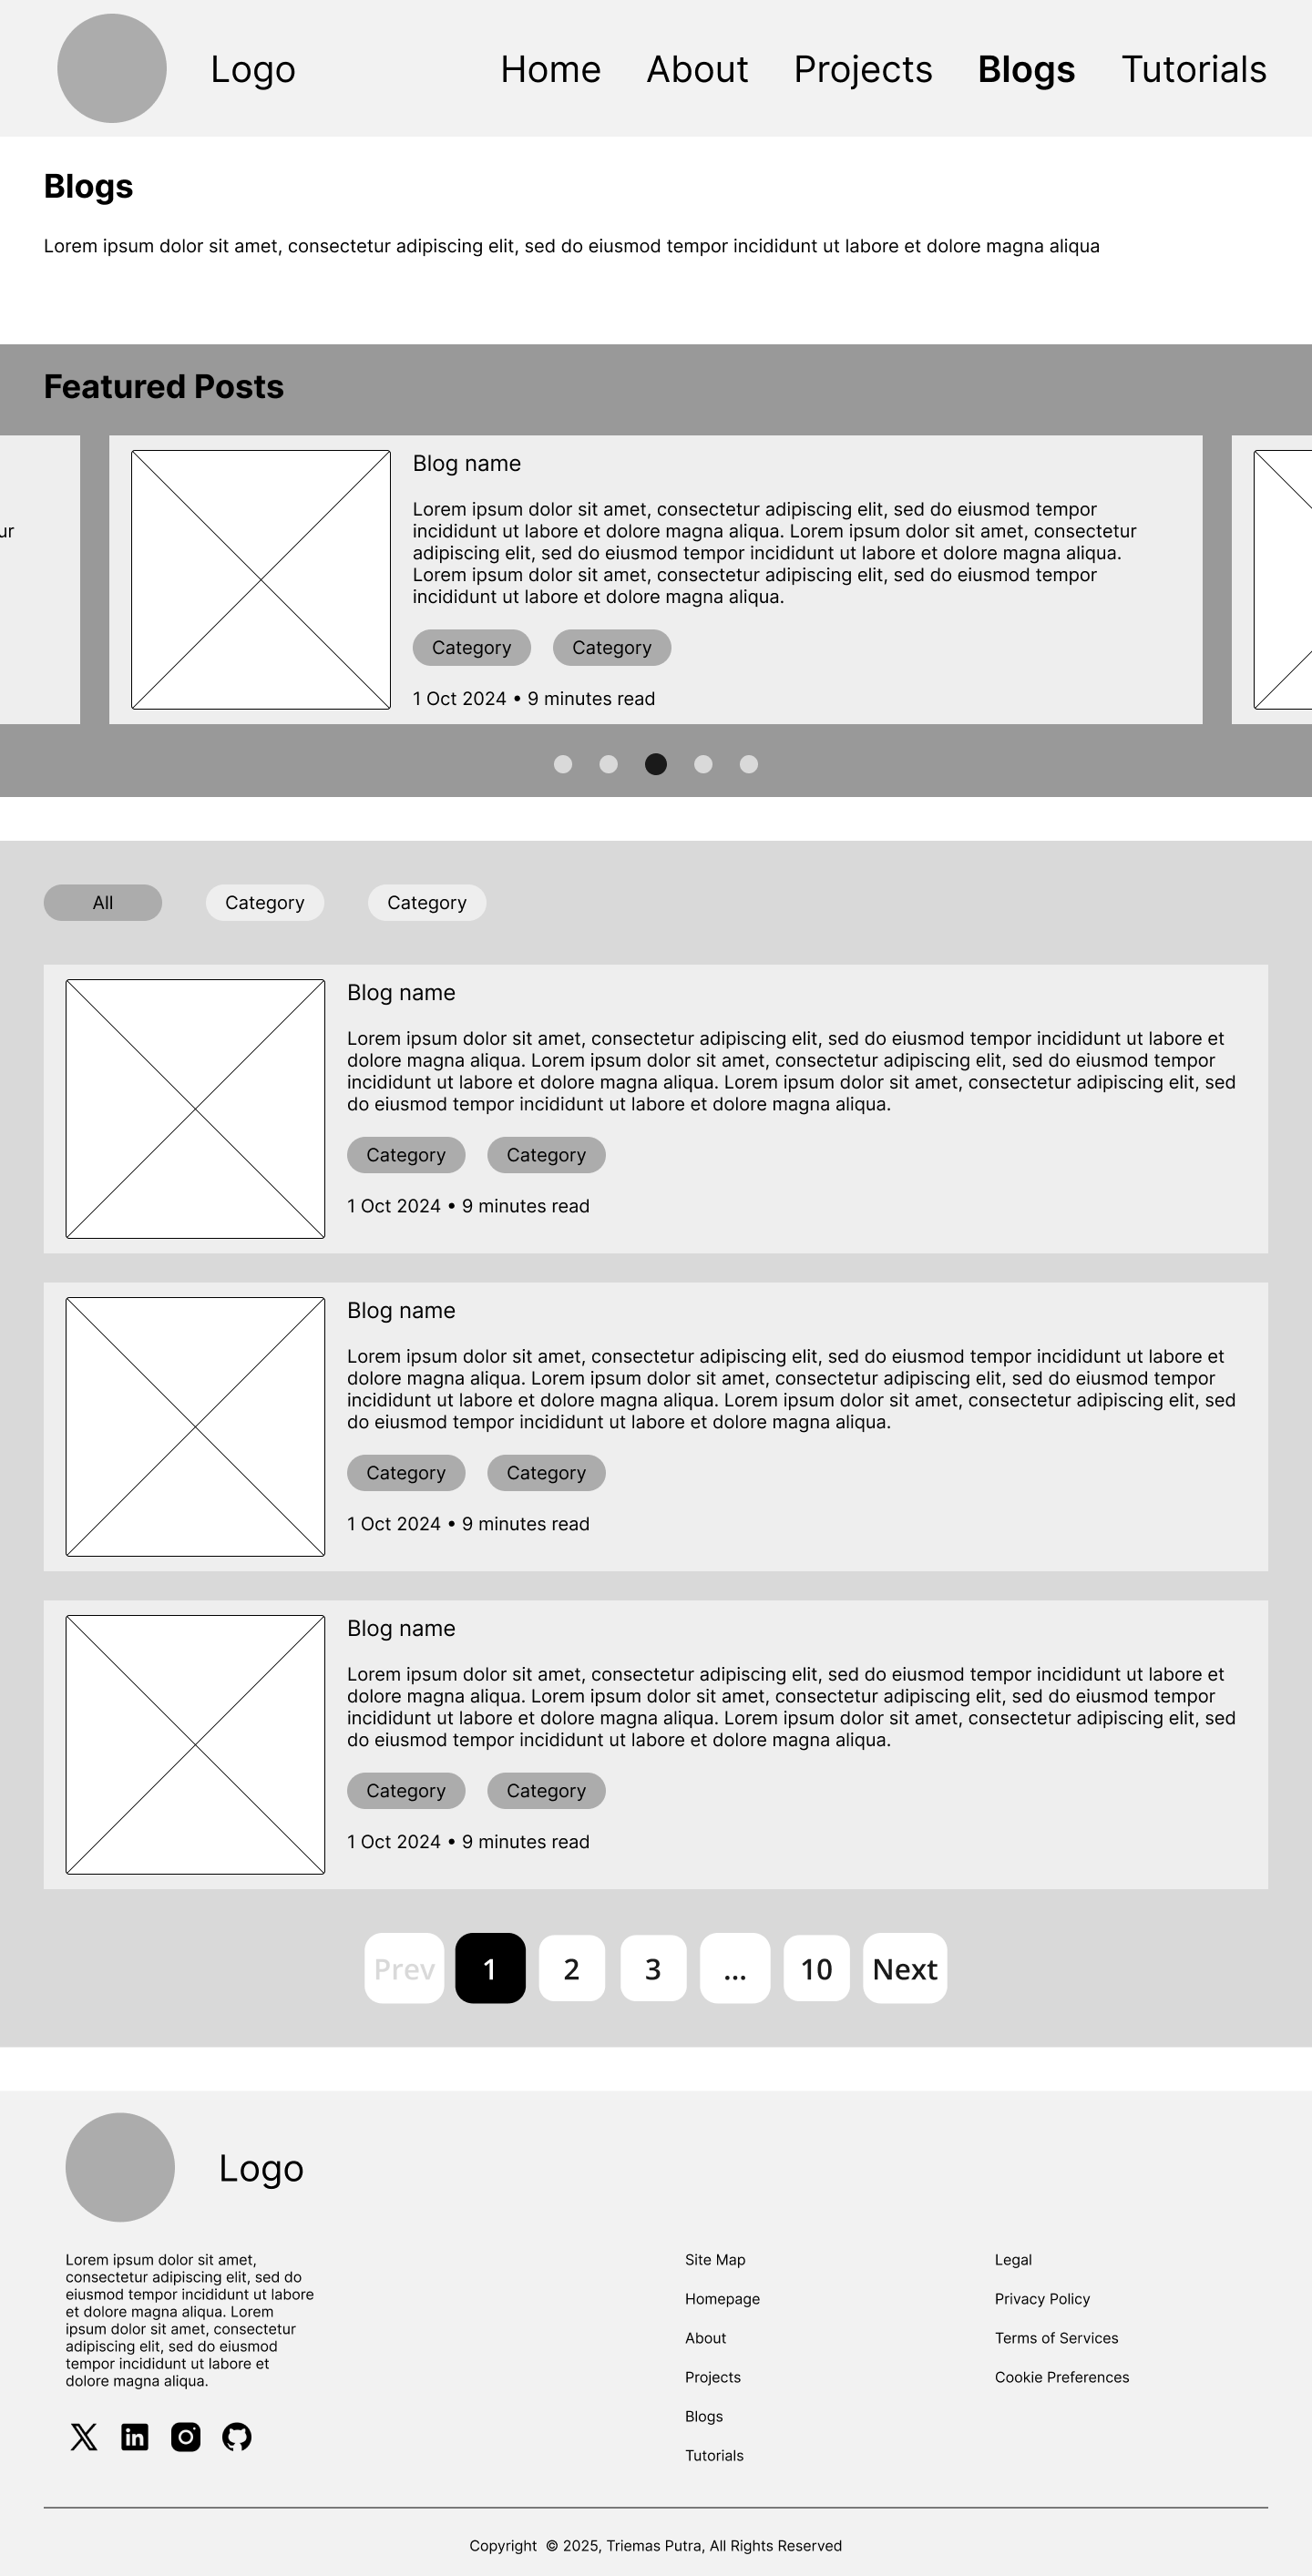 Logo
Home About Projects Blogs Tutorials
Blogs
Lorem ipsum dolor sit amet, consectetur adipiscing elit, sed do eiusmod tempor incididunt ut labore et dolore magna aliqua
Featured Posts
ur
Blog name
Lorem ipsum dolor sit amet, consectetur adipiscing elit, sed do eiusmod tempor
incididunt ut labore et dolore magna aliqua. Lorem ipsum dolor sit amet, consectetur
adipiscing elit, sed do eiusmod tempor incididunt ut labore et dolore magna aliqua.
Lorem ipsum dolor sit amet, consectetur adipiscing elit, sed do eiusmod tempor
incididunt ut labore et dolore magna aliqua.
Category Category
1 Oct 2024 • 9 minutes read
All Category Category
Blog name
Lorem ipsum dolor sit amet, consectetur adipiscing elit, sed do eiusmod tempor incididunt ut labore et
dolore magna aliqua. Lorem ipsum dolor sit amet, consectetur adipiscing elit, sed do eiusmod tempor
incididunt ut labore et dolore magna aliqua. Lorem ipsum dolor sit amet, consectetur adipiscing elit, sed
do eiusmod tempor incididunt ut labore et dolore magna aliqua.
Category Category
1 Oct 2024 • 9 minutes read
Blog name
Lorem ipsum dolor sit amet, consectetur adipiscing elit, sed do eiusmod tempor incididunt ut labore et
dolore magna aliqua. Lorem ipsum dolor sit amet, consectetur adipiscing elit, sed do eiusmod tempor
incididunt ut labore et dolore magna aliqua. Lorem ipsum dolor sit amet, consectetur adipiscing elit, sed
do eiusmod tempor incididunt ut labore et dolore magna aliqua.
Category Category
1 Oct 2024 • 9 minutes read
Blog name
Lorem ipsum dolor sit amet, consectetur adipiscing elit, sed do eiusmod tempor incididunt ut labore et
dolore magna aliqua. Lorem ipsum dolor sit amet, consectetur adipiscing elit, sed do eiusmod tempor
incididunt ut labore et dolore magna aliqua. Lorem ipsum dolor sit amet, consectetur adipiscing elit, sed
do eiusmod tempor incididunt ut labore et dolore magna aliqua.
Category Category
1 Oct 2024 • 9 minutes read
Prev 1 2 3 ... 10 Next
Logo
Lorem ipsum dolor sit amet,
consectetur adipiscing elit, sed do
eiusmod tempor incididunt ut labore
et dolore magna aliqua. Lorem
ipsum dolor sit amet, consectetur
adipiscing elit, sed do eiusmod
tempor incididunt ut labore et
dolore magna aliqua.
Site Map
Homepage
About
Projects
Blogs
Tutorials
Legal
Privacy Policy
Terms of Services
Cookie Preferences
Copyright © 2025, Triemas Putra, All Rights Reserved